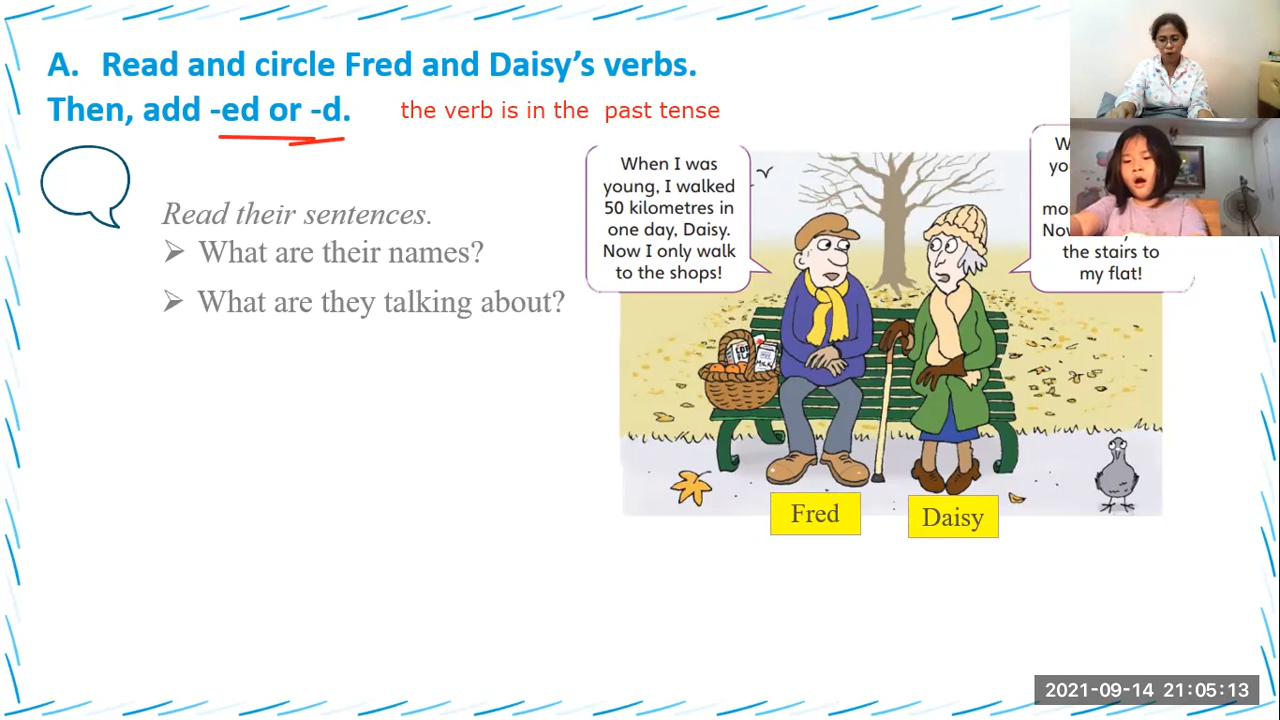 A. Read and circle Fred and Daisy's verbs.
Then, add -ed or -d.
the verb is in the past tense
Read their sentences.
➢ What are their names?
➢ What are they talking about?
When I was
young, I walked
50 kilometres in
one day, Daisy.
Now I only walk
to the shops!
the stairs to
my flat!
MILK
Fred
Daisy
2021-09-14 21:05:13